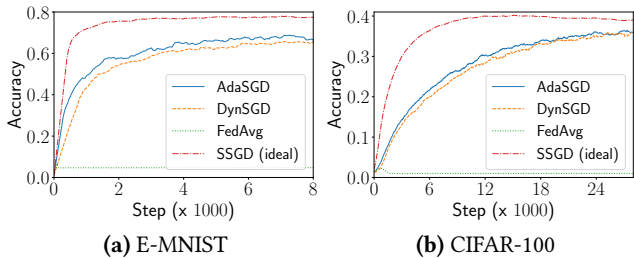 0.8
0.6
0.4
0.2
0.0
Accuracy
0
2
4
6
8
Step (x 1000)
AdaSGD
DynSGD
FedAvg
SSGD (ideal)
(a) E-MNIST
0.4
0.3
0.2
0.1
0.0
Accuracy
0
6
12
18
24
Step (x 1000)
AdaSGD
DynSGD
FedAvg
SSGD (ideal)
(b) CIFAR-100